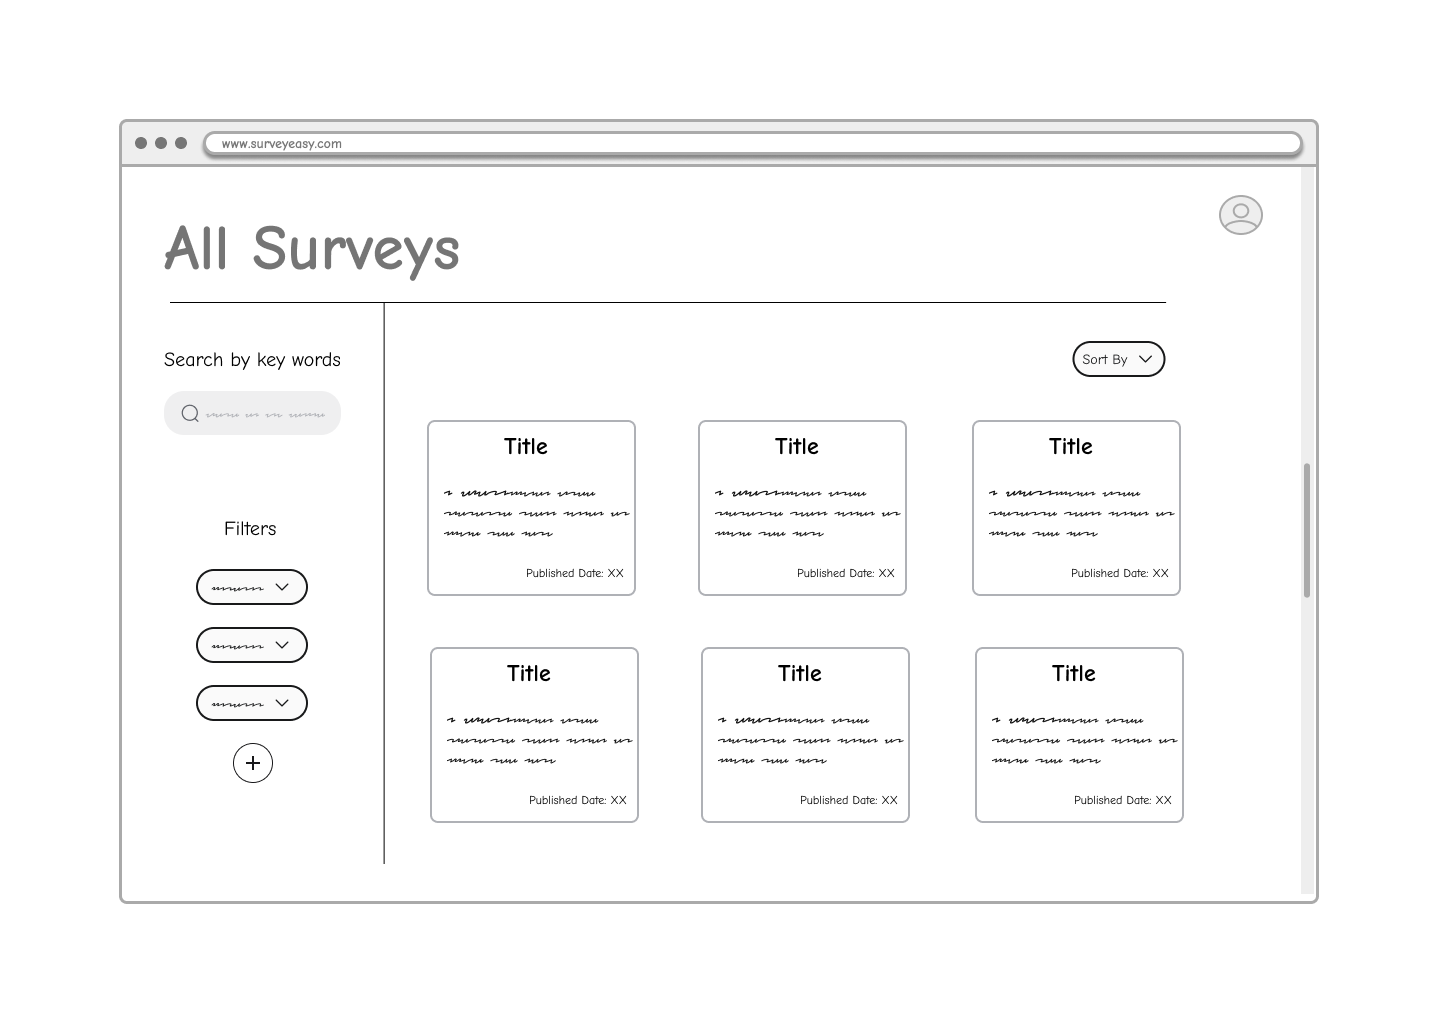 www.surveyeasy.com
All Surveys
Search by key words
Filters
Sort By
Title
Published Date: XX
Title
Published Date: XX
Title
Published Date: XX
Title
Published Date: XX
Title
Published Date: XX
Title
Published Date: XX